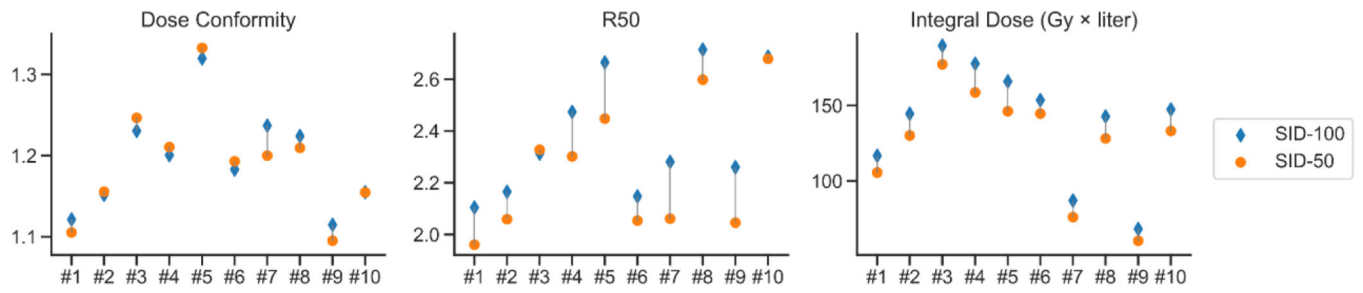 Dose Conformity
1.3
1.2
1.1
#1 #2 #3 #4 #5 #6 #7 #8 #9 #10
R50
2.6
2.4
2.2
2.0
#1 #2 #3 #4 #5 #6 #7 #8 #9 #10
Integral Dose (Gy × liter)
150
100
#1 #2 #3 #4 #5 #6 #7 #8 #9 #10
SID-100
SID-50